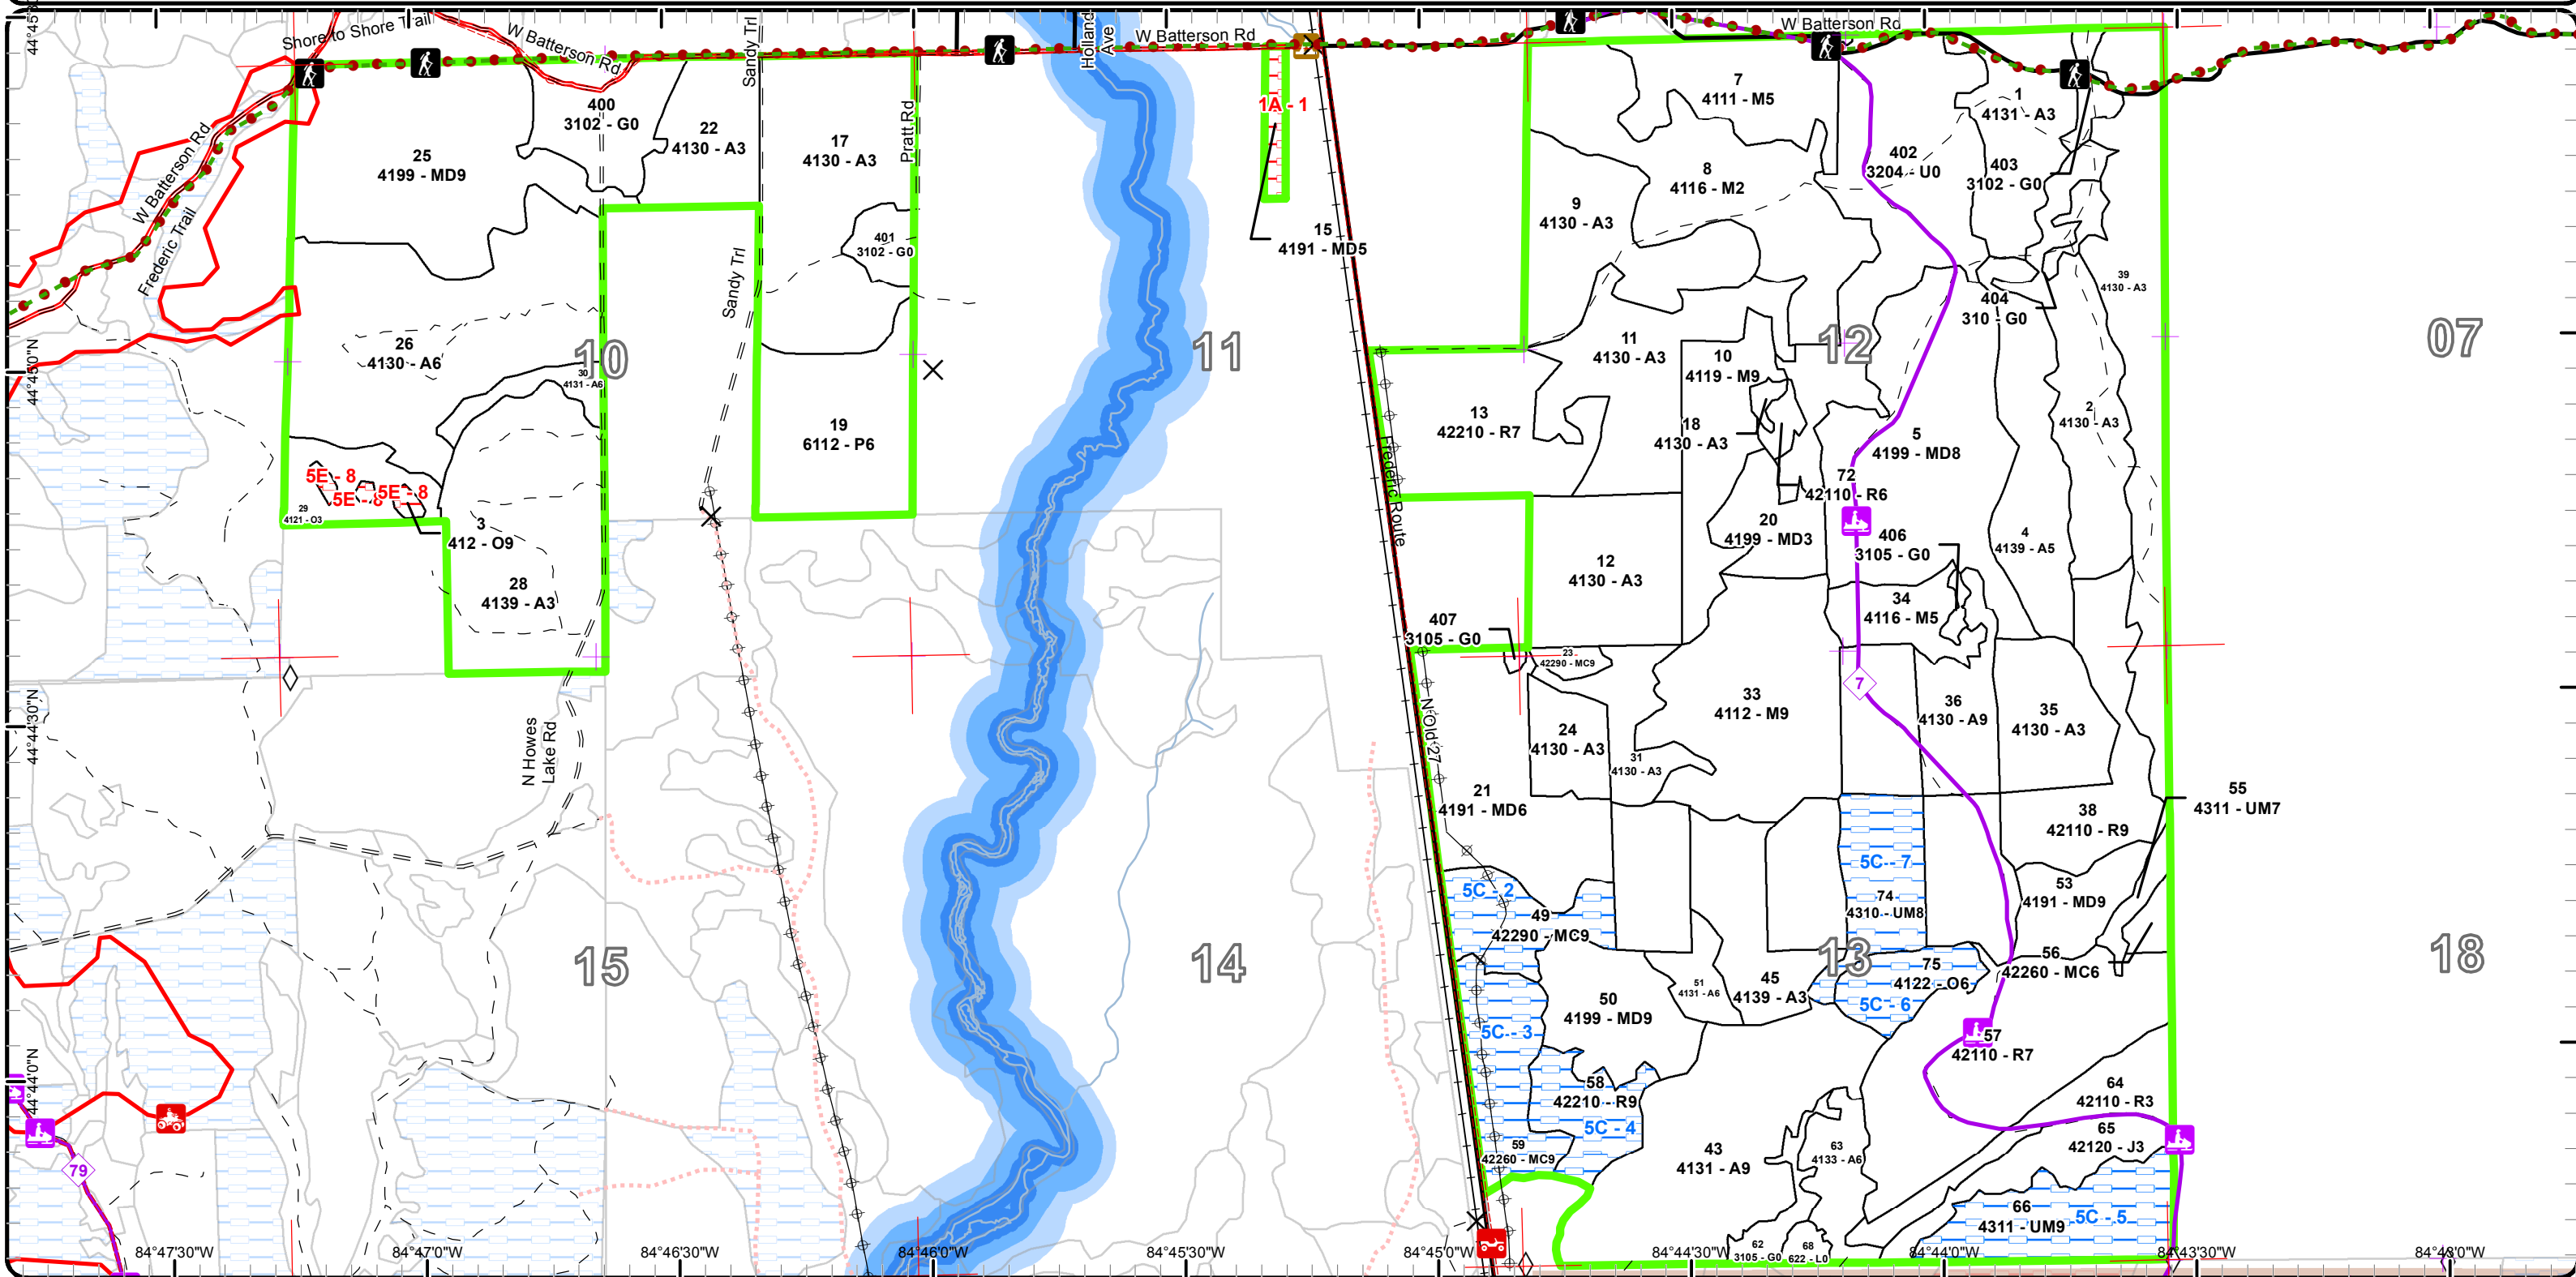 44°45'3
Shore to Shore Trail
W Batterson Rd
Sandy Trl
Holland
Ave
W Batterson Rd
W Batterson Rd
W Batterson Rd
Frederic Trail
Pratt Rd
400
3102 - G0
22
4130 - A3
17
4130 - A3
25
4199 - MD9
1A - 1
7
4111 - M5
1
4131 - A3
402
3204 - U0
403
3102 - G0
8
4116 - M2
9
4130 - A3
15
4191 - MD5
401
3102 - G0
Sandy Trl
39
4130 - A3
404
310 - G0
44°45'0"N
26
4130 - A6
10
30
4131 - A6
11
11
4130 - A3
10
4119 - M9
12
07
13
42210 - R7
18
4130 - A3
2
4130 - A3
19
6112 - P6
5
4199 - MD8
Frederic Route
5E - 8
5E - 8
5E - 8
72
42110 - R6
29
4121 - O3
3
412 - O9
20
4199 - MD3
406
3105 - G0
4
4139 - A5
12
4130 - A3
28
4139 - A3
34
4116 - M5
407
3105 - G0
23
42290 - MC9
7
44°44'30"N
N Howes
Lake Rd
N Old 27
33
4112 - M9
36
4130 - A9
35
4130 - A3
24
4130 - A3
31
4130 - A3
21
4191 - MD6
55
4311 - UM7
38
42110 - R9
5C - 7
5C - 2
74
4310 - UM8
53
4191 - MD9
49
42290 - MC9
15
14
13
18
56
42260 - MC6
75
4122 - O6
51
4131 - A6
45
4139 - A3
50
4199 - MD9
5C - 6
5C - 3
57
42110 - R7
44°44'0"N
58
42210 - R9
64
42110 - R3
5C - 4
65
42120 - J3
59
42260 - MC9
43
4131 - A9
63
4133 - A6
79
66
4311 - UM9
5C - 5
62
3105 - G0
68
622 - L0
84°47'30"W
84°47'0"W
84°46'30"W
84°46'0"W
84°45'30"W
84°45'0"W
84°44'30"W
84°44'0"W
84°43'30"W